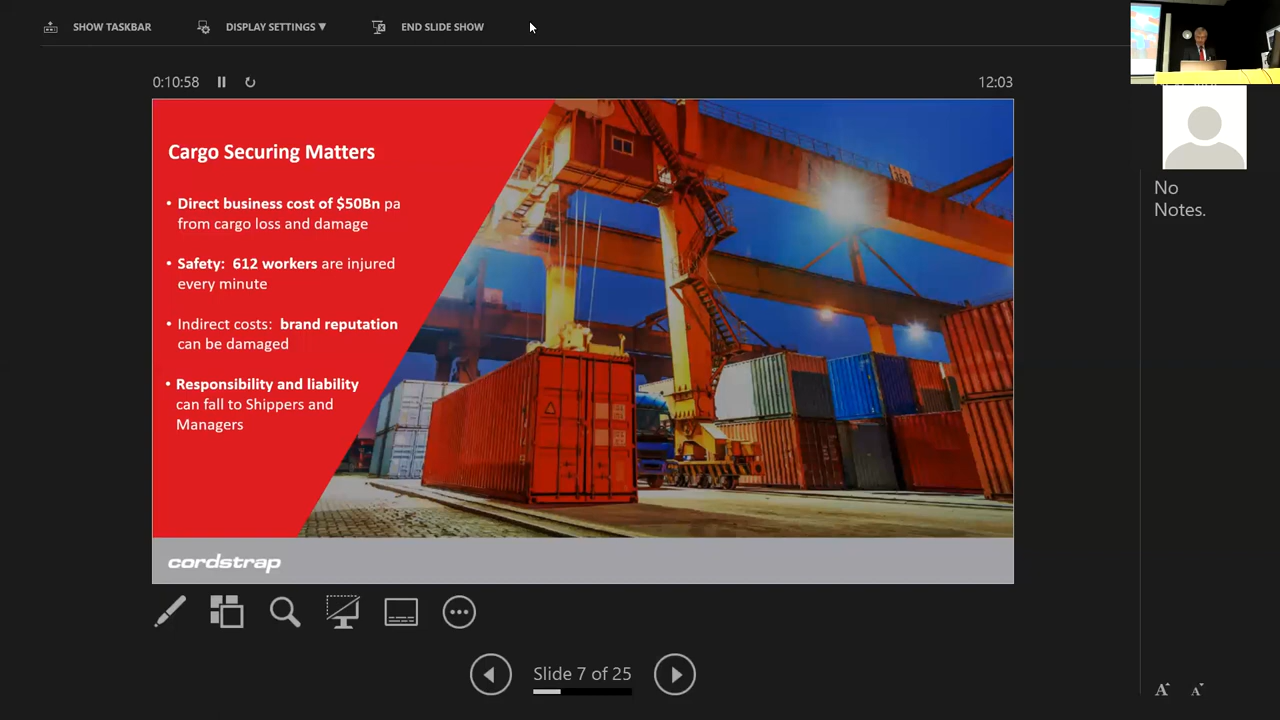 SHOW TASKBAR
DISPLAY SETTINGS ▼
END SLIDE SHOW
0:10:58
12:03
Cargo Securing Matters
• Direct business cost of $50Bn pa
from cargo loss and damage
• Safety: 612 workers are injured
every minute
• Indirect costs: brand reputation
can be damaged
• Responsibility and liability
can fall to Shippers and
Managers
cordstrap
Slide 7 of 25
No
Notes.
A
A